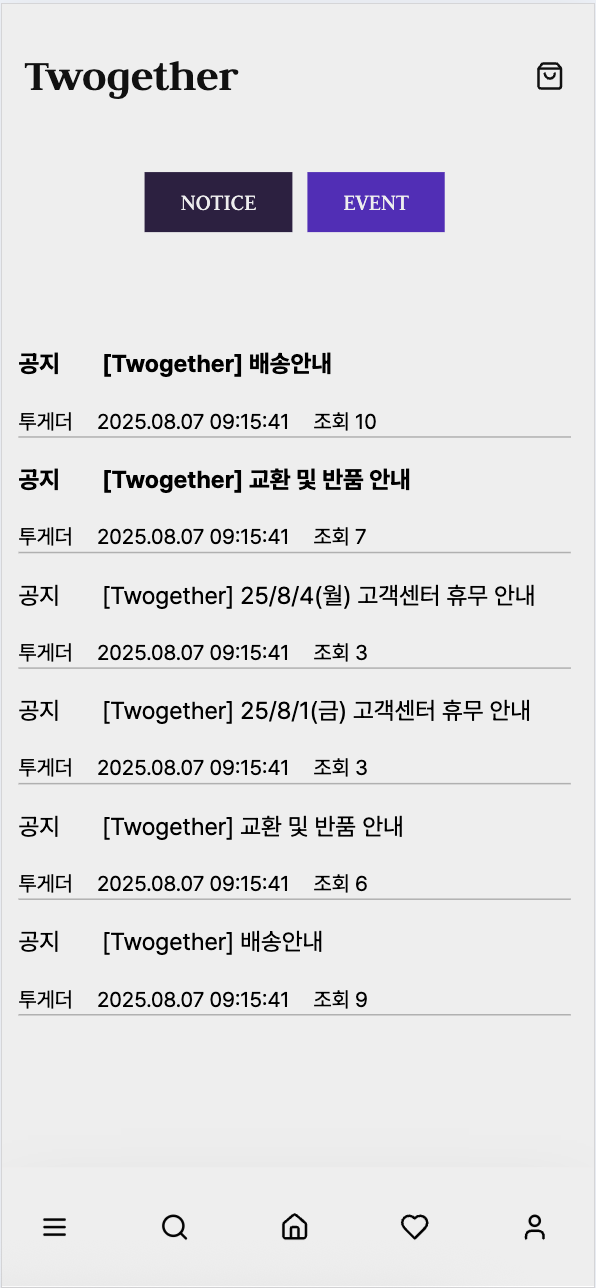 Twogether
NOTICE EVENT
공지 [Twogether] 배송안내
투게더 2025.08.07 09:15:41 조회 10
공지 [Twogether] 교환 및 반품 안내
투게더 2025.08.07 09:15:41 조회 7
공지 [Twogether] 25/8/4(월) 고객센터 휴무 안내
투게더 2025.08.07 09:15:41 조회 3
공지 [Twogether] 25/8/1(금) 고객센터 휴무 안내
투게더 2025.08.07 09:15:41 조회 3
공지 [Twogether] 교환 및 반품 안내
투게더 2025.08.07 09:15:41 조회 6
공지 [Twogether] 배송안내
투게더 2025.08.07 09:15:41 조회 9